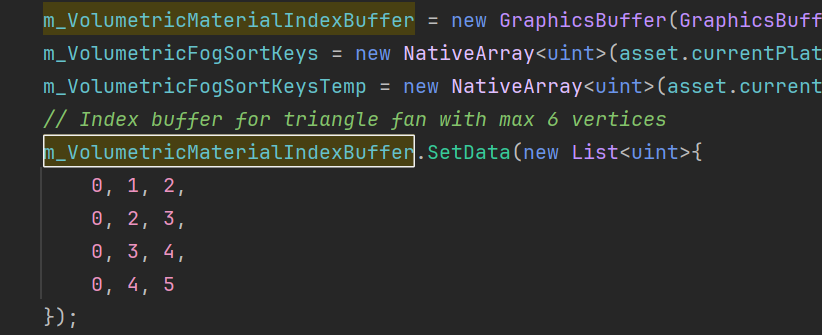 m_VolumetricMaterialIndexBuffer = new GraphicsBuffer(GraphicsBuff
m_VolumetricFogSortKeys = new NativeArray<uint>(asset.currentPlat
m_VolumetricFogSortKeysTemp = new NativeArray<uint>(asset.current
// Index buffer for triangle fan with max 6 vertices
m_VolumetricMaterialIndexBuffer.SetData(new List<uint>{
0, 1, 2,
0, 2, 3,
0, 3, 4,
0, 4, 5
});